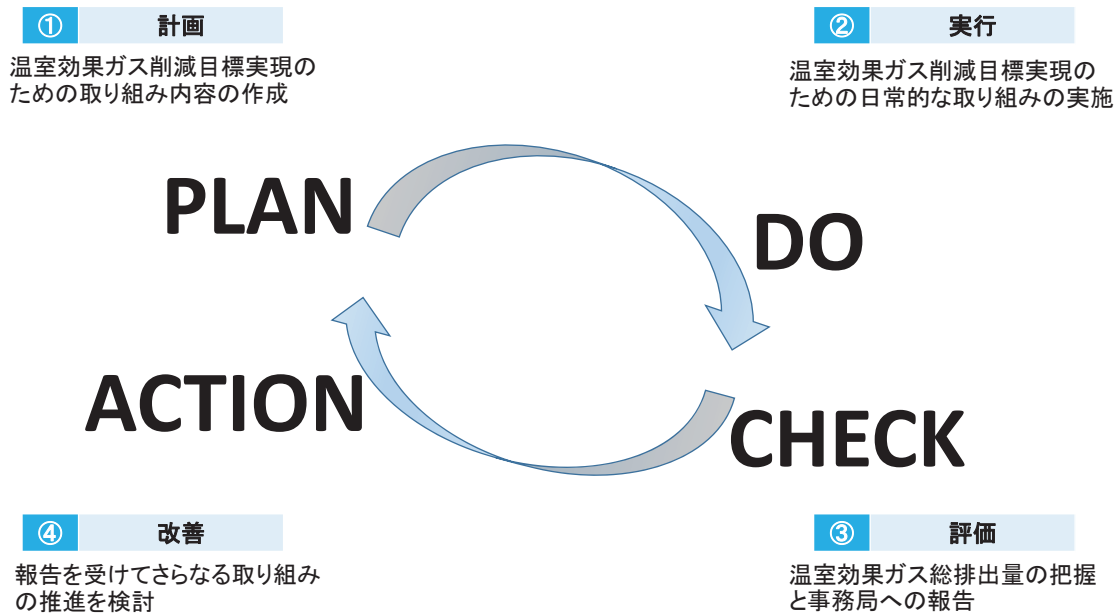 ① 計画
温室効果ガス削減目標実現の
ための取り組み内容の作成
② 実行
温室効果ガス削減目標実現の
ための日常的な取り組みの実施
PLAN
DO
ACTION
CHECK
④ 改善
報告を受けてさらなる取り組み
の推進を検討
③ 評価
温室効果ガス総排出量の把握
と事務局への報告